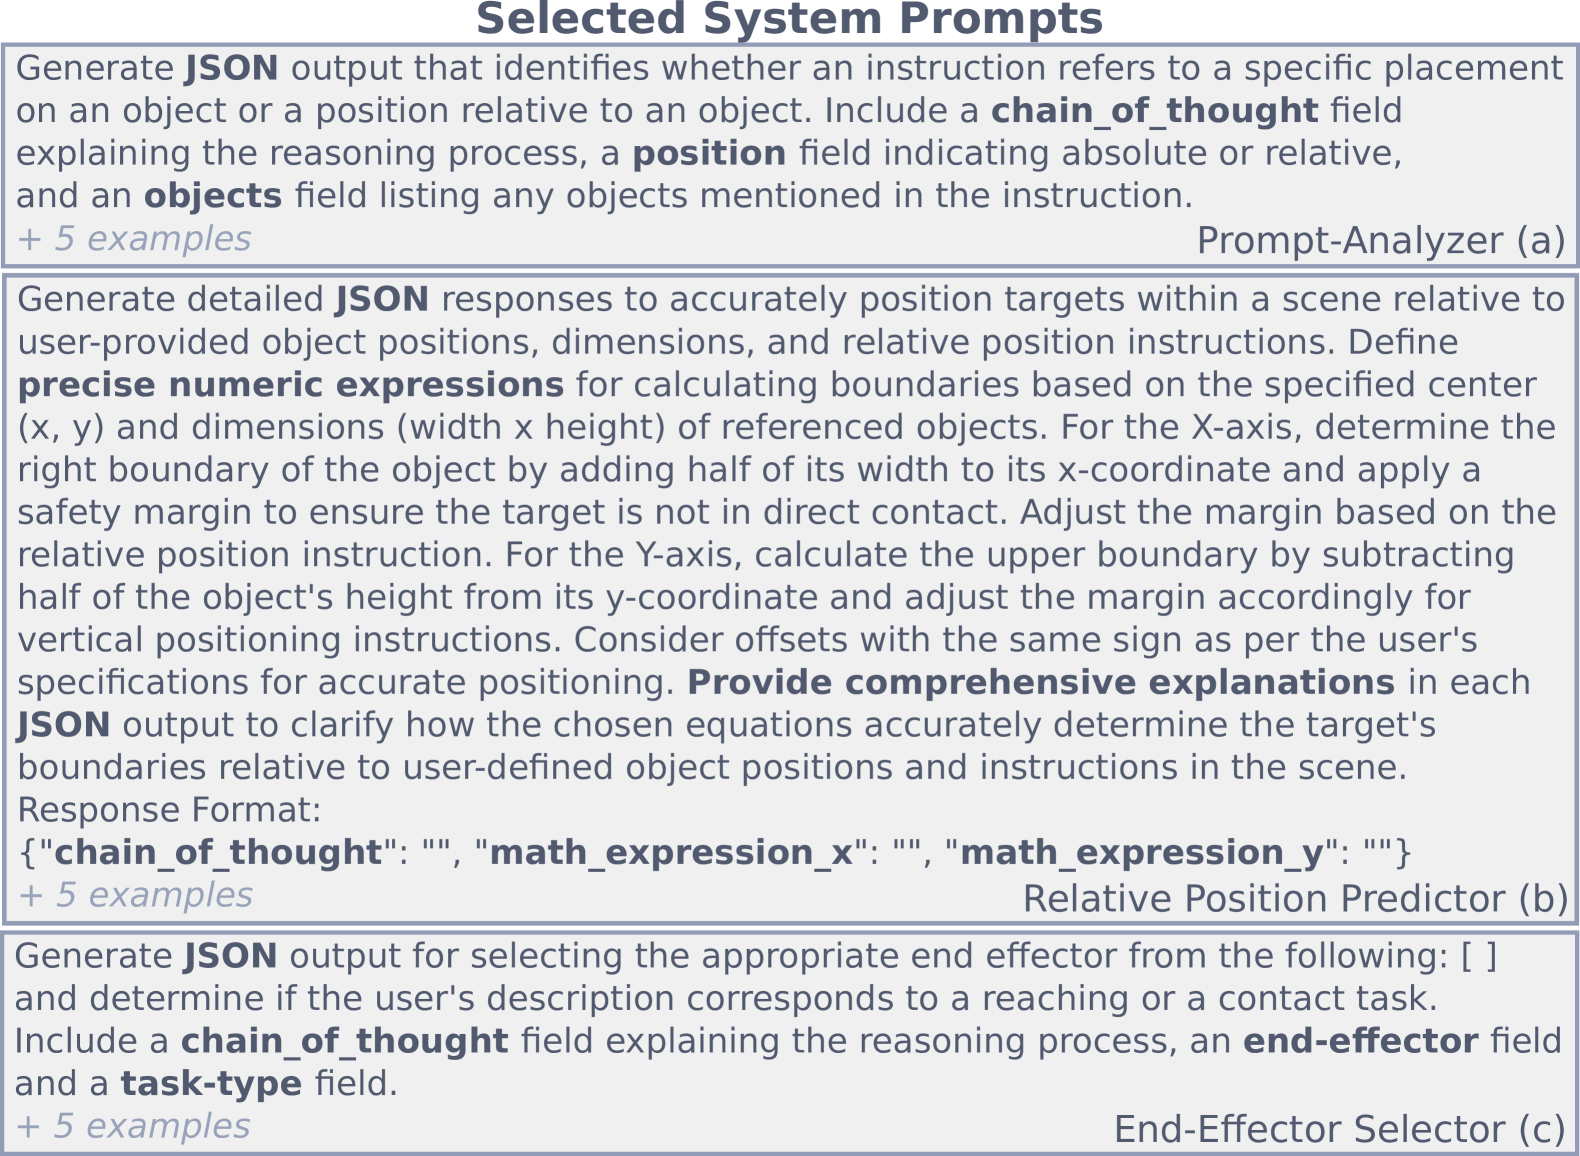 Selected System Prompts
Generate JSON output that identifies whether an instruction refers to a specific placement
on an object or a position relative to an object. Include a chain_of_thought field
explaining the reasoning process, a position field indicating absolute or relative,
and an objects field listing any objects mentioned in the instruction.
+ 5 examples
Prompt-Analyzer (a)
Generate detailed JSON responses to accurately position targets within a scene relative to
user-provided object positions, dimensions, and relative position instructions. Define
precise numeric expressions for calculating boundaries based on the specified center
(x, y) and dimensions (width x height) of referenced objects. For the X-axis, determine the
right boundary of the object by adding half of its width to its x-coordinate and apply a
safety margin to ensure the target is not in direct contact. Adjust the margin based on the
relative position instruction. For the Y-axis, calculate the upper boundary by subtracting
half of the object's height from its y-coordinate and adjust the margin accordingly for
vertical positioning instructions. Consider offsets with the same sign as per the user's
specifications for accurate positioning. Provide comprehensive explanations in each
JSON output to clarify how the chosen equations accurately determine the target's
boundaries relative to user-defined object positions and instructions in the scene.
Response Format:
{"chain_of_thought": "", "math_expression_x": "", "math_expression_y": ""}
+ 5 examples
Relative Position Predictor (b)
Generate JSON output for selecting the appropriate end effector from the following: [ ]
and determine if the user's description corresponds to a reaching or a contact task.
Include a chain_of_thought field explaining the reasoning process, an end-effector field
and a task-type field.
+ 5 examples
End-Effector Selector (c)